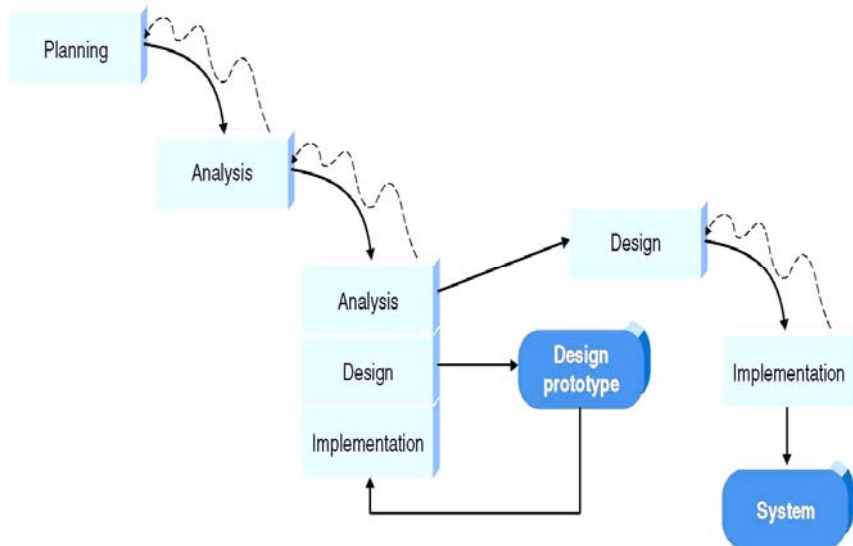 Planning
Analysis
Analysis
Design
Implementation
Design
prototype
Design
Implementation
System